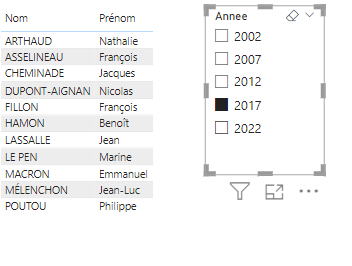 Nom Prénom
ARTHAUD Nathalie
ASSELINEAU François
CHEMINADE Jacques
DUPONT-AIGNAN Nicolas
FILLON François
HAMON Benoît
LASSALLE Jean
LE PEN Marine
MACRON Emmanuel
MÉLENCHON Jean-Luc
POUTOU Philippe
Annee
2002
2007
2012
2017
2022